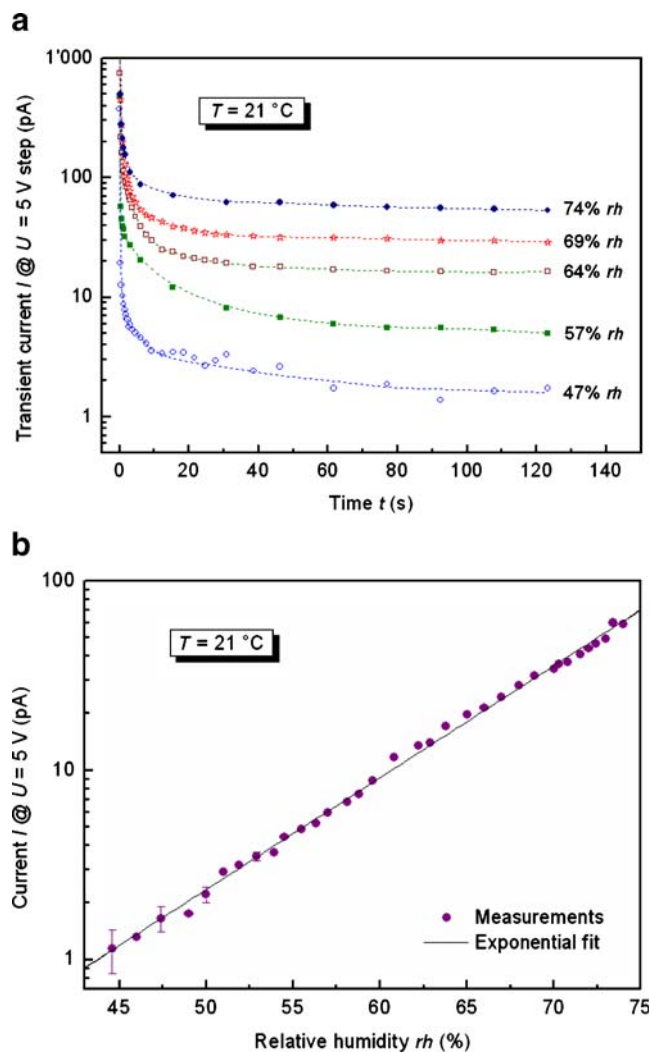 a
1'000
100
10
1
Transient current I @ U = 5 V step (pA)
T = 21 °C
74% rh
69% rh
64% rh
57% rh
47% rh
0 20 40 60 80 100 120 140
Time t (s)
b
100
10
1
Current I @ U = 5 V (pA)
T = 21 °C
Measurements
Exponential fit
45 50 55 60 65 70 75
Relative humidity rh (%)